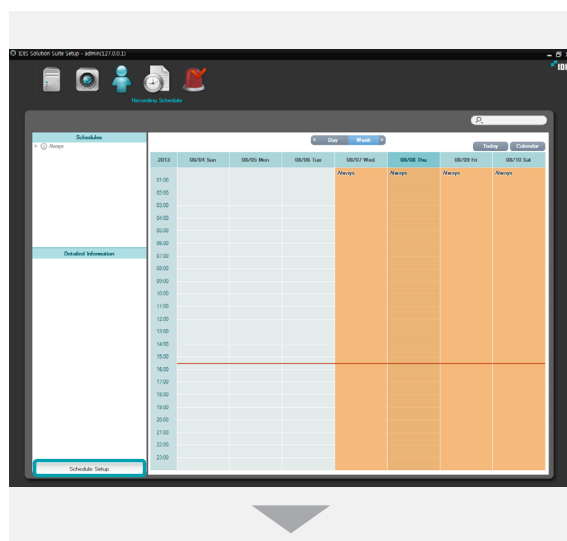 IDIS Solution Suite Setup - admin(127.0.0.1)
IDI
Recording Schedule
Schedules
Always
Day Week
Today Calendar
2013 08/04 Sun 08/05 Mon 08/06 Tue 08/07 Wed 08/08 Thu 08/09 Fri 08/10 Sat
Always Always Always Always
01:00
02:00
03:00
04:00
05:00
06:00
Detailed Information
07:00
08:00
09:00
10:00
11:00
12:00
13:00
14:00
15:00
16:00
17:00
18:00
19:00
20:00
21:00
22:00
23:00
Schedule Setup